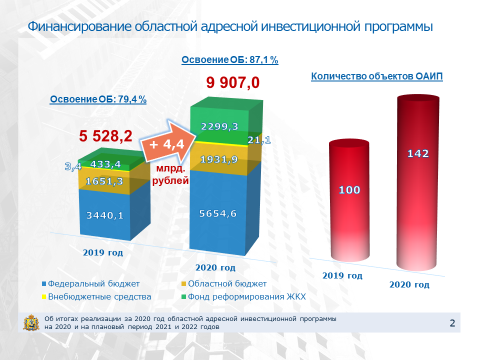 Финансирование областной адресной инвестиционной программы
Освоение ОБ: 79,4%
Освоение ОБ: 87,1%
Количество объектов ОАИП
5 528,2
9 907,0
+ 4,4
млрд.
рублей
3,4
433,4
1651,3
3440,1
2299,3
21,1
1931,9
5654,6
100
142
2019 год
2020 год
2019 год
2020 год
Федеральный бюджет
Областной бюджет
Внебюджетные средства
Фонд реформирования ЖКХ
Об итогах реализации за 2020 год областной адресной инвестиционной программы
на 2020 и на плановый период 2021 и 2022 годов
2